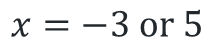 x = −3 or 5